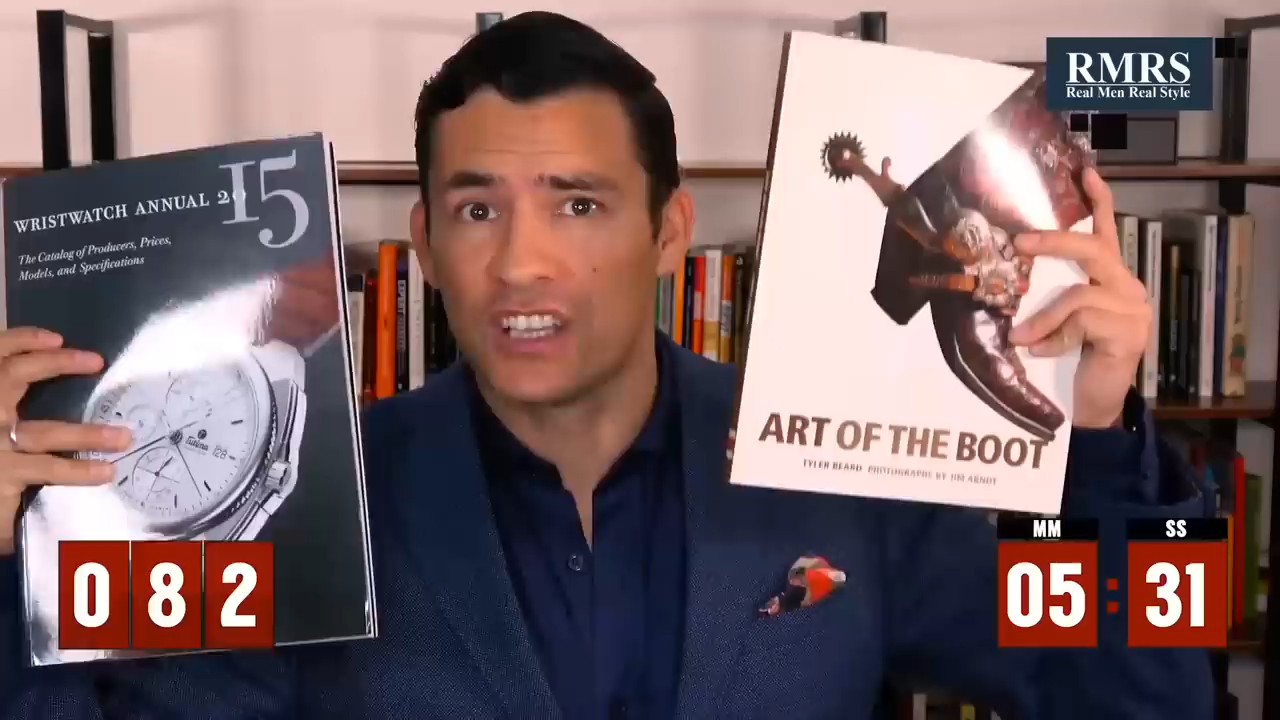 RMRS
Real Men Real Style
WRISTWATCH ANNUAL 2015
The Catalog of Producers, Prices,
Models, and Specifications
Tutima
ART OF THE BOOT
TYLER BEARD PHOTOGRAPHS BY JIM ARNDT
082
MM SS
05:31